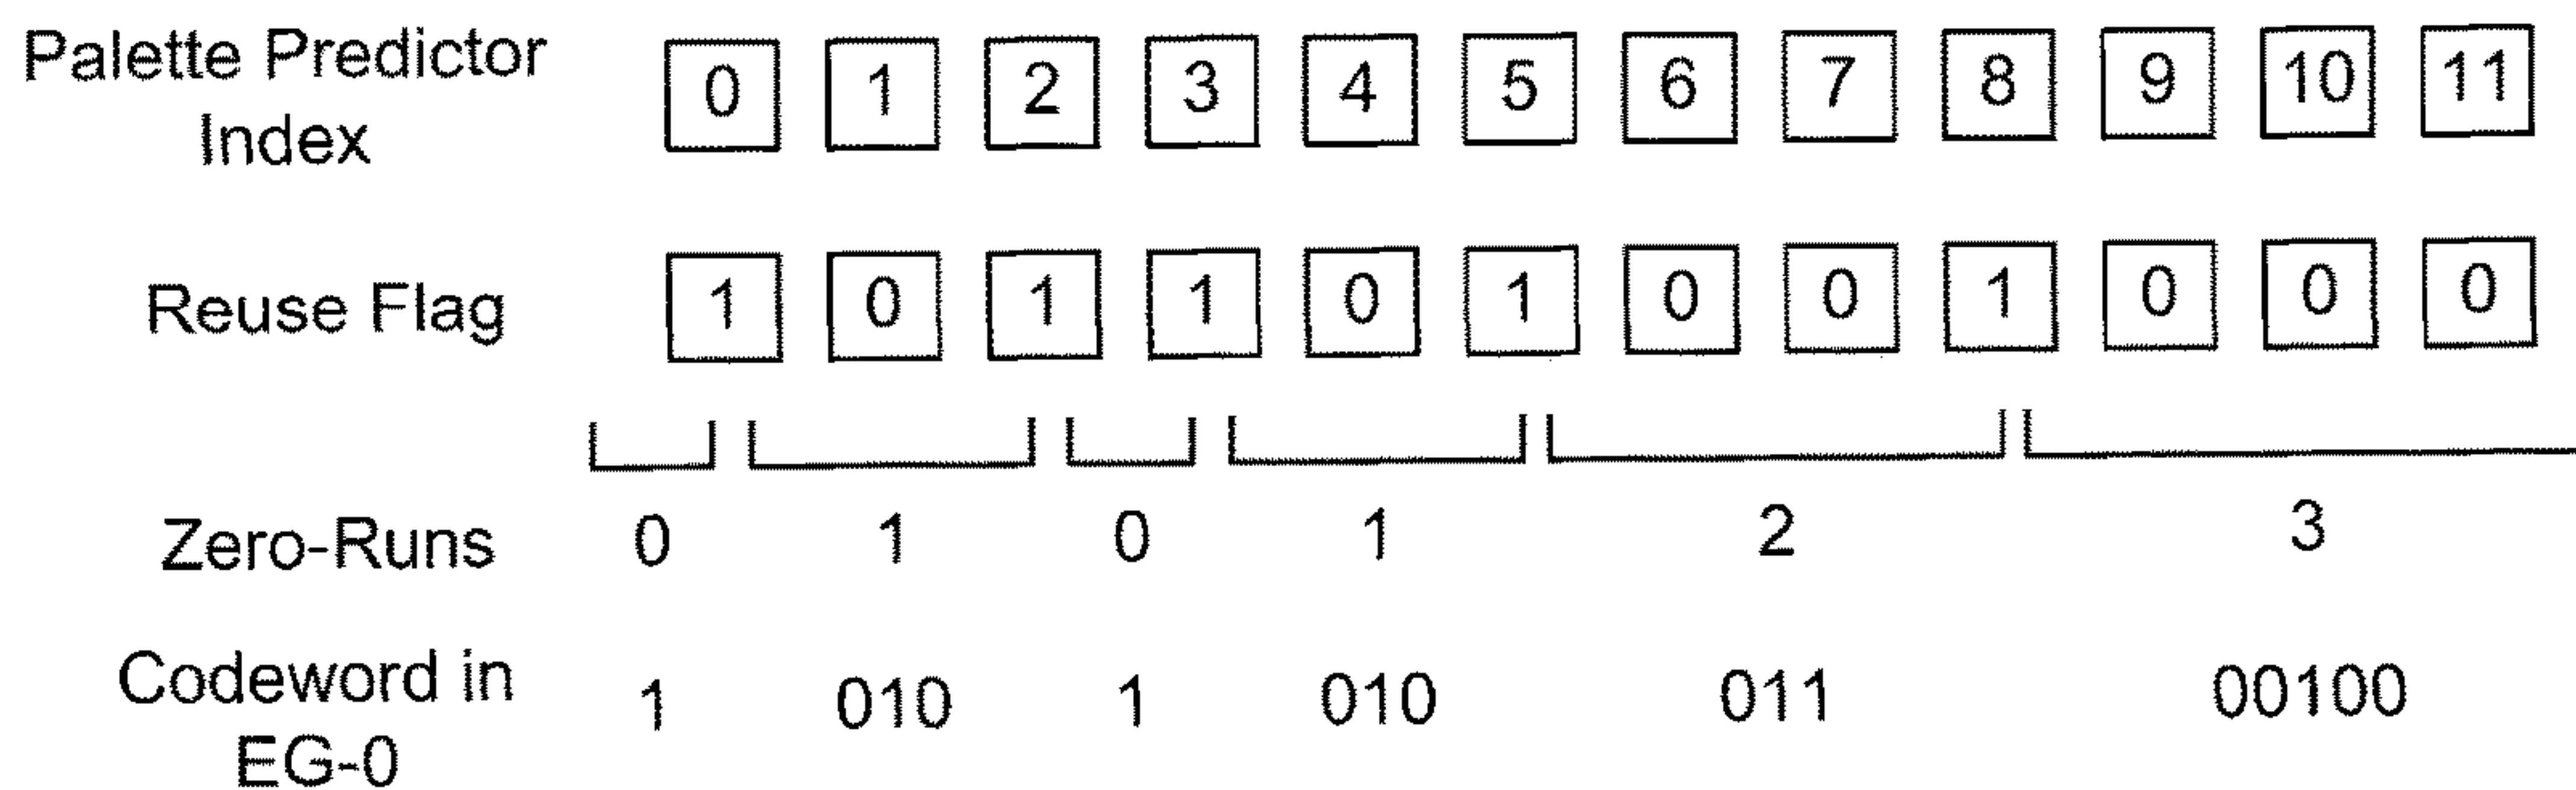 Palette Predictor
Index
0 1 2 3 4 5 6 7 8 9 10 11
Reuse Flag
1 0 1 1 0 1 0 0 1 0 0 0
Zero-Runs
0 1 0 1 2 3
Codeword in
EG-0
1 010 1 010 011 00100